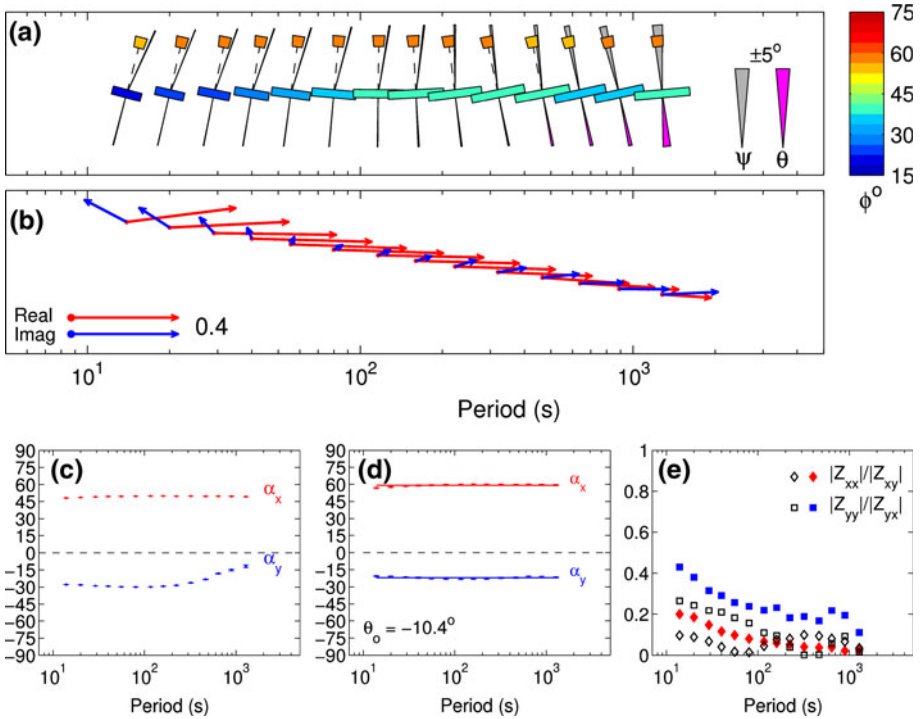 (a)
±5°
ψ θ
75
60
45
30
15
φ°
10¹ 10² 10³
(b)
Real
Imag
0.4
10¹ 10² 10³
Period (s)
(c)
90
75
60
45
30
15
0
-15
-30
-45
-60
-75
-90
αx
αy
10¹ 10² 10³
Period (s)
(d)
90
75
60
45
30
15
0
-15
-30
-45
-60
-75
-90
αx
αy
θo = -10.4°
10¹ 10² 10³
Period (s)
(e)
1
0.8
0.6
0.4
0.2
0
|Zxx|/|Zxy|
|Zyy|/|Zyx|
10¹ 10² 10³
Period (s)